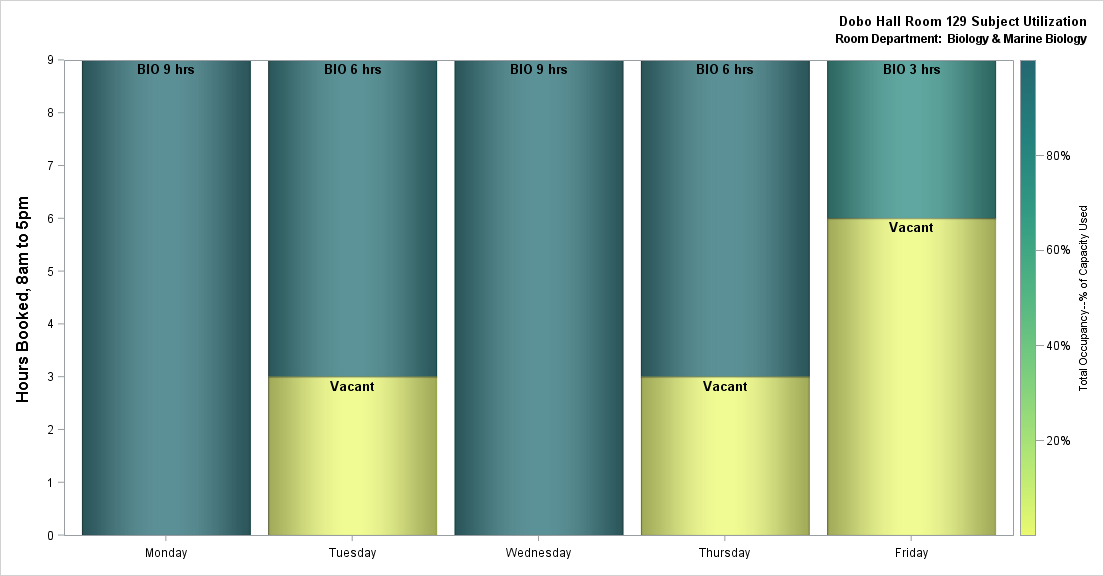 Dobo Hall Room 129 Subject Utilization
Room Department: Biology & Marine Biology
Hours Booked, 8am to 5pm
9
8
7
6
5
4
3
2
1
0
BIO 9 hrs
BIO 6 hrs
BIO 9 hrs
BIO 6 hrs
BIO 3 hrs
Vacant
Vacant
Vacant
Monday
Tuesday
Wednesday
Thursday
Friday
80%
60%
40%
20%
Total Occupancy--% of Capacity Used